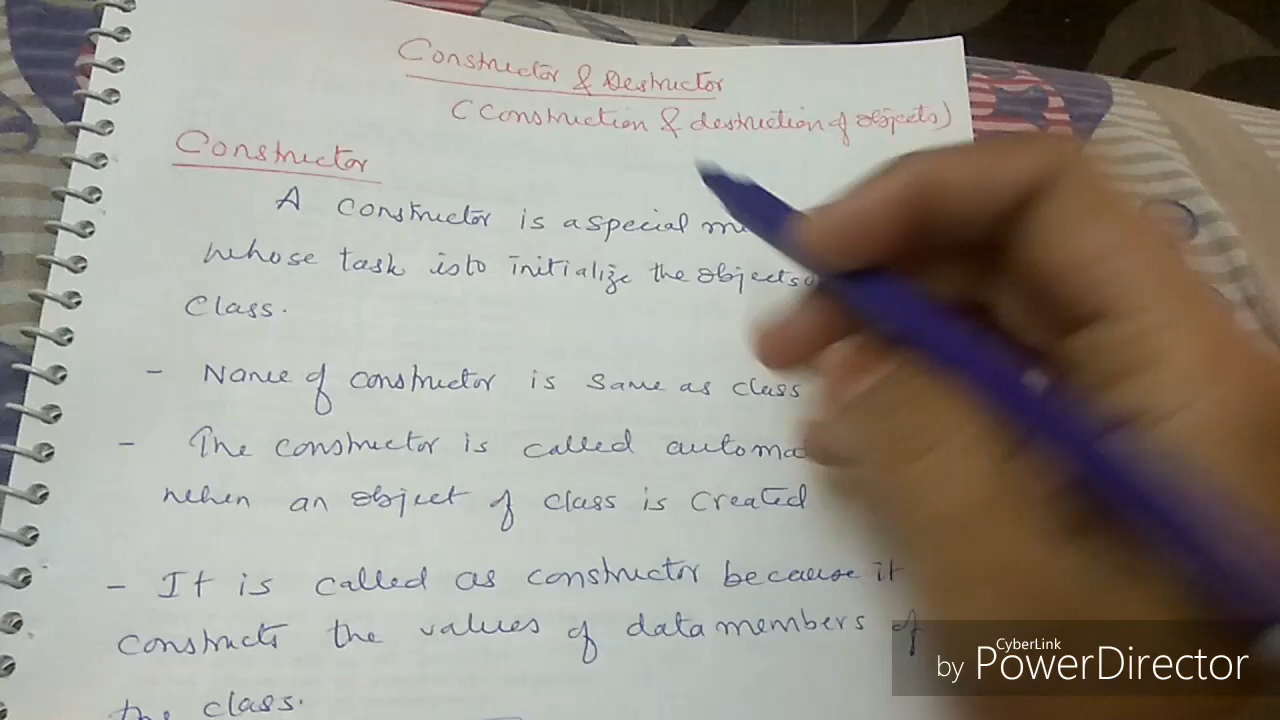 Constructor & Destructor
(Construction & destruction of objects)
Constructor
A constructor is a special
whose task is to initialize the objects
Class.
- Name of constructor is same as class
- The constructor is called
when an object of class is created
- It is called as constructor because it
constructs the values of data members of
the class.
CyberLink
by PowerDirector